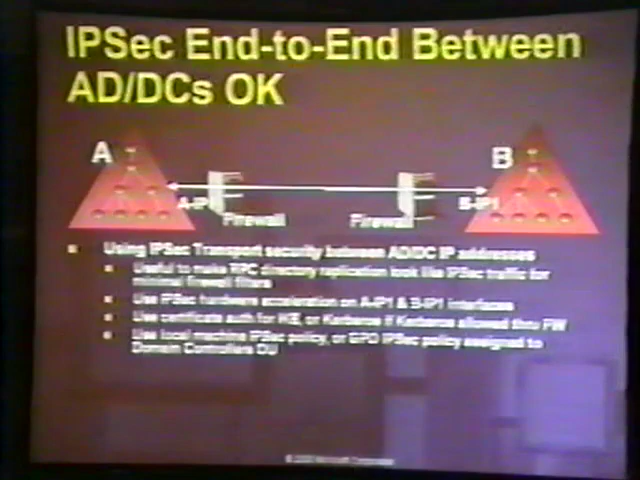 IPSec End-to-End Between
AD/DCs OK
A
B
A-IP1
B-IP1
Firewall
Firewall
Using IPSec Transport security between AD/DC IP addresses
Useful to make RPC directory replication look like IPSec traffic for
minimal firewall filters
Use IPSec hardware acceleration on A-IP1 & B-IP1 interfaces
Use certificate auth for IKE, or Kerberos if Kerberos allowed thru FW
Use local machine IPSec policy, or GPO IPSec policy assigned to
Domain Controllers OU
© Microsoft Corporation